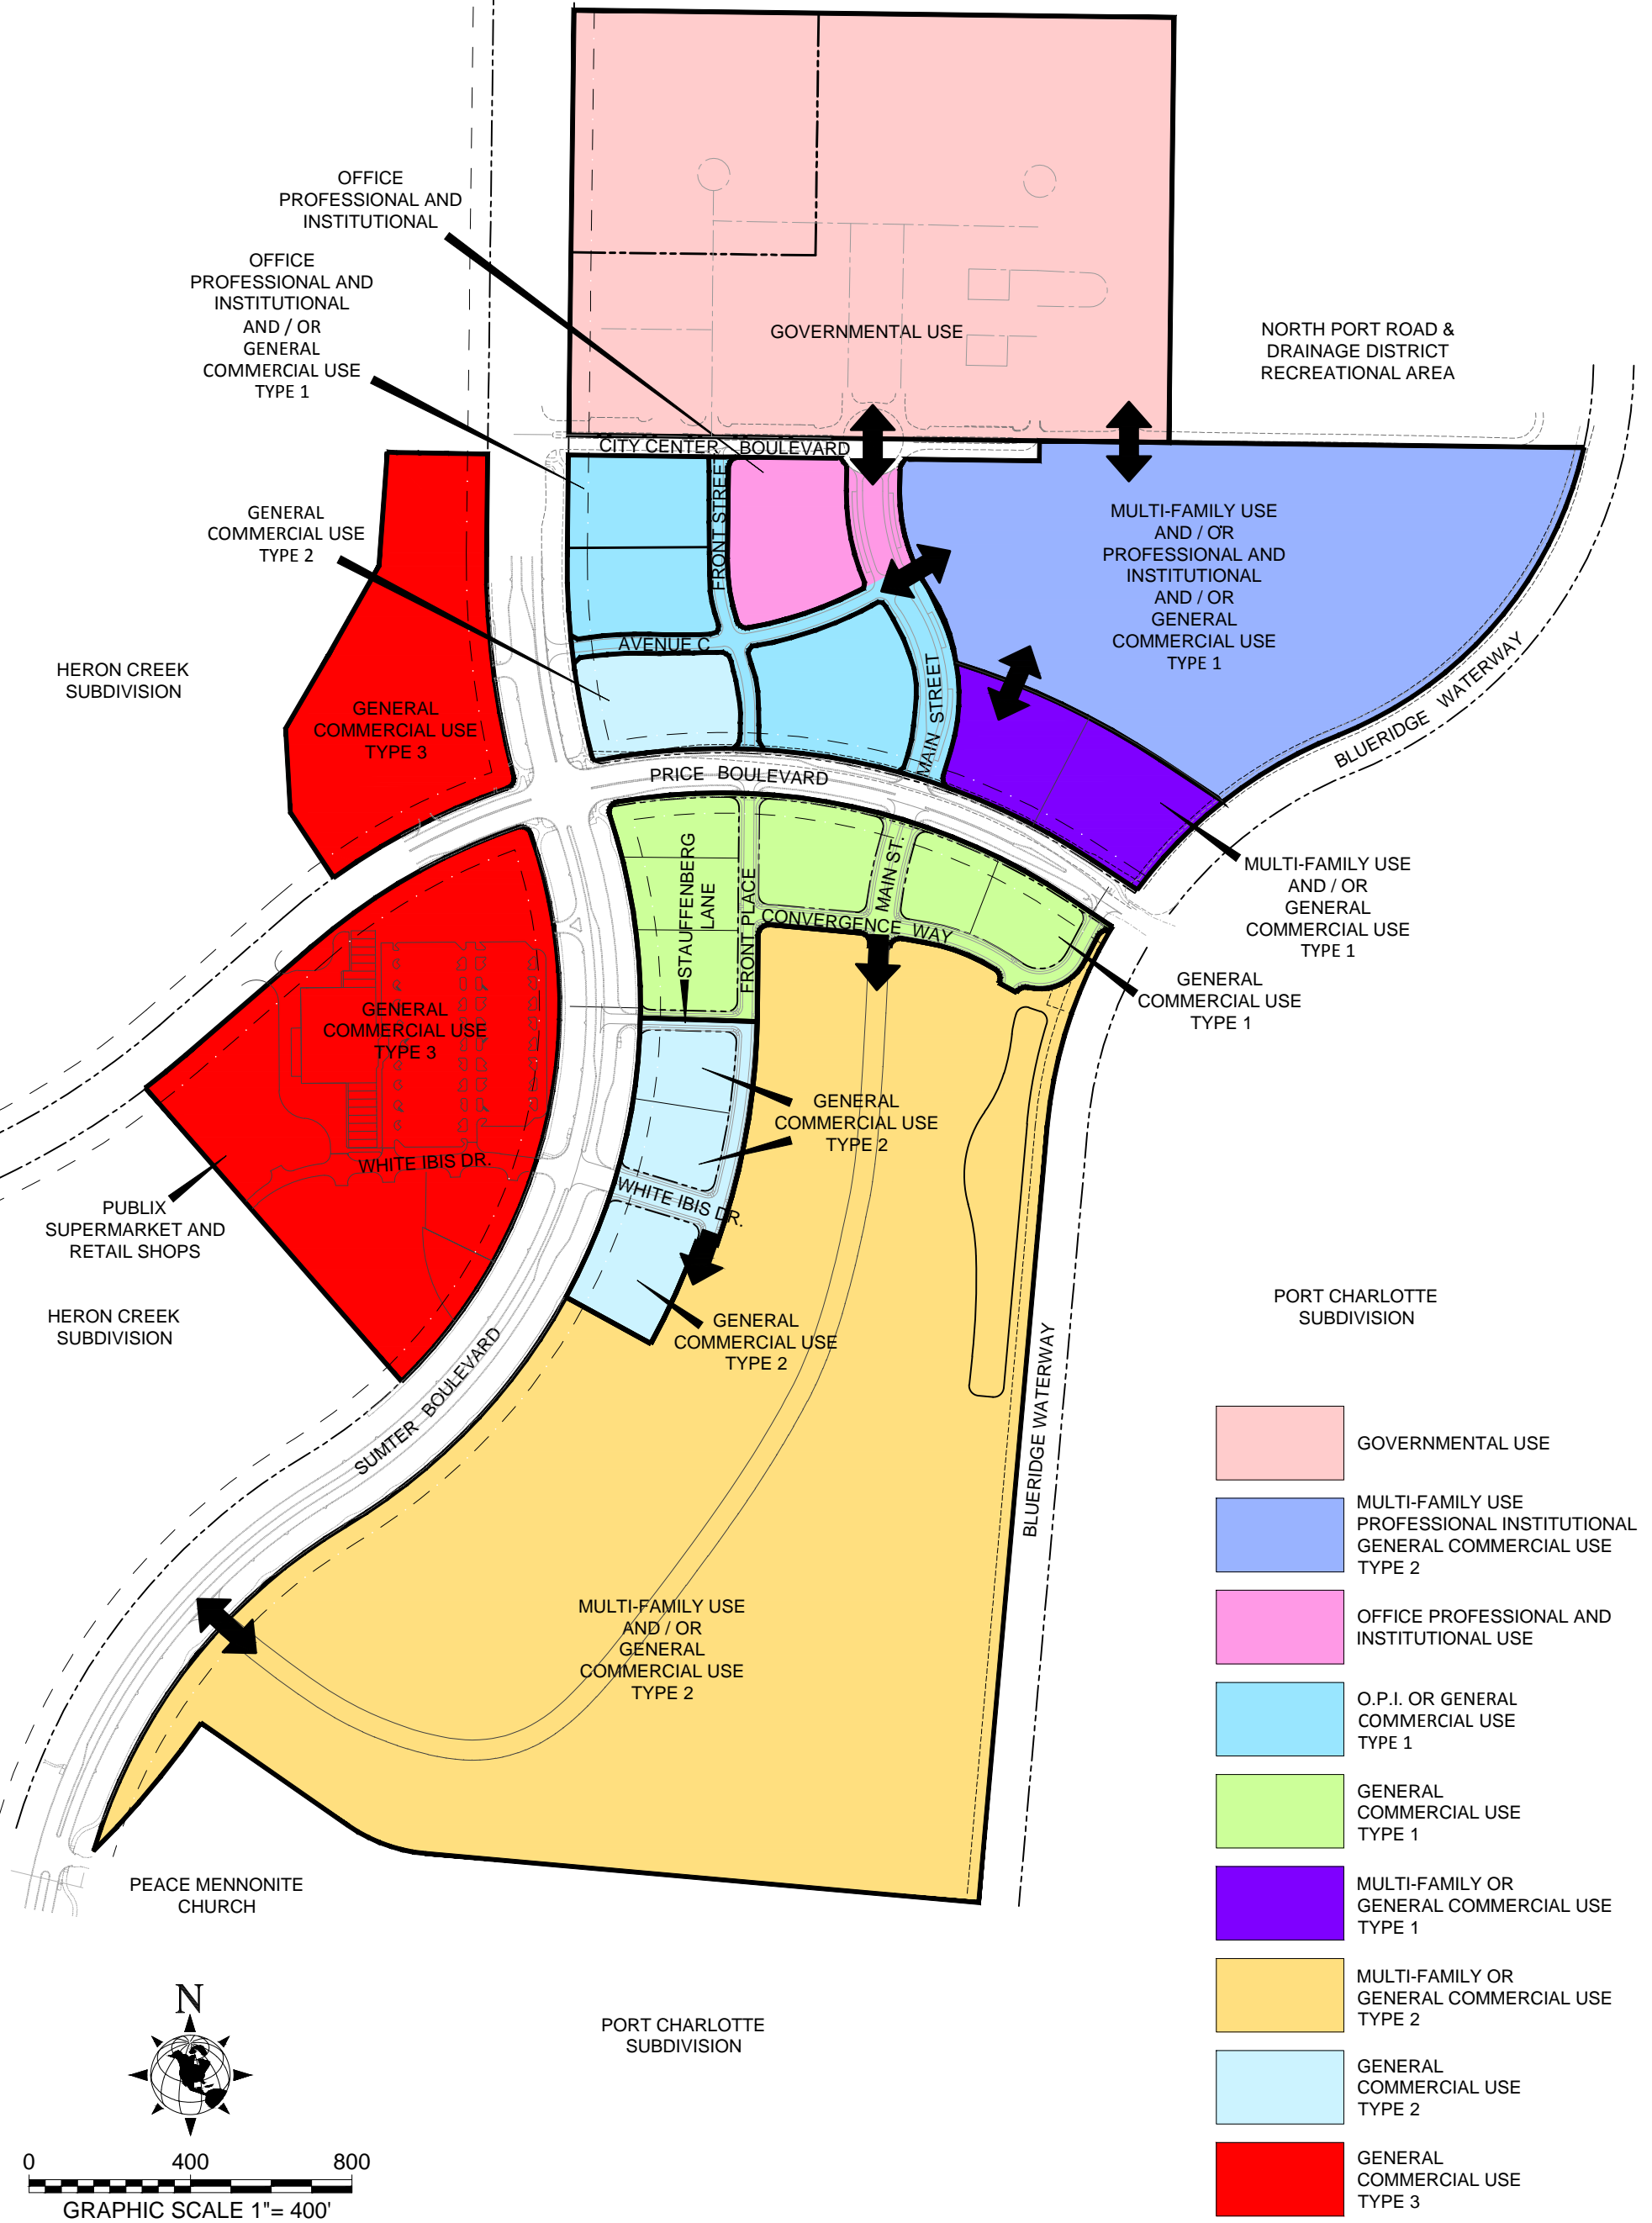 OFFICE
PROFESSIONAL AND
INSTITUTIONAL
OFFICE
PROFESSIONAL AND
INSTITUTIONAL
AND / OR
GENERAL
COMMERCIAL USE
TYPE 1
GOVERNMENTAL USE
NORTH PORT ROAD &
DRAINAGE DISTRICT
RECREATIONAL AREA
CITY CENTER BOULEVARD
FRONT STREET
GENERAL
COMMERCIAL USE
TYPE 2
MULTI-FAMILY USE
AND / OR
PROFESSIONAL AND
INSTITUTIONAL
AND / OR
GENERAL
COMMERCIAL USE
TYPE 1
AVENUE C
MAIN STREET
BLUERIDGE WATERWAY
HERON CREEK
SUBDIVISION
GENERAL
COMMERCIAL USE
TYPE 3
PRICE BOULEVARD
STAUFFENBERG
LANE
FRONT PLACE
MAIN ST.
CONVERGENCE WAY
MULTI-FAMILY USE
AND / OR
GENERAL
COMMERCIAL USE
TYPE 1
GENERAL
COMMERCIAL USE
TYPE 1
GENERAL
COMMERCIAL USE
TYPE 3
WHITE IBIS DR.
GENERAL
COMMERCIAL USE
TYPE 2
WHITE IBIS DR.
PUBLIX
SUPERMARKET AND
RETAIL SHOPS
HERON CREEK
SUBDIVISION
GENERAL
COMMERCIAL USE
TYPE 2
SUMTER BOULEVARD
BLUERIDGE WATERWAY
PORT CHARLOTTE
SUBDIVISION
MULTI-FAMILY USE
AND / OR
GENERAL
COMMERCIAL USE
TYPE 2
PEACE MENNONITE
CHURCH
PORT CHARLOTTE
SUBDIVISION
GOVERNMENTAL USE
MULTI-FAMILY USE
PROFESSIONAL INSTITUTIONAL
GENERAL COMMERCIAL USE
TYPE 2
OFFICE PROFESSIONAL AND
INSTITUTIONAL USE
O.P.I. OR GENERAL
COMMERCIAL USE
TYPE 1
GENERAL
COMMERCIAL USE
TYPE 1
MULTI-FAMILY OR
GENERAL COMMERCIAL USE
TYPE 1
MULTI-FAMILY OR
GENERAL COMMERCIAL USE
TYPE 2
GENERAL
COMMERCIAL USE
TYPE 2
GENERAL
COMMERCIAL USE
TYPE 3
N
0 400 800
GRAPHIC SCALE 1"= 400'